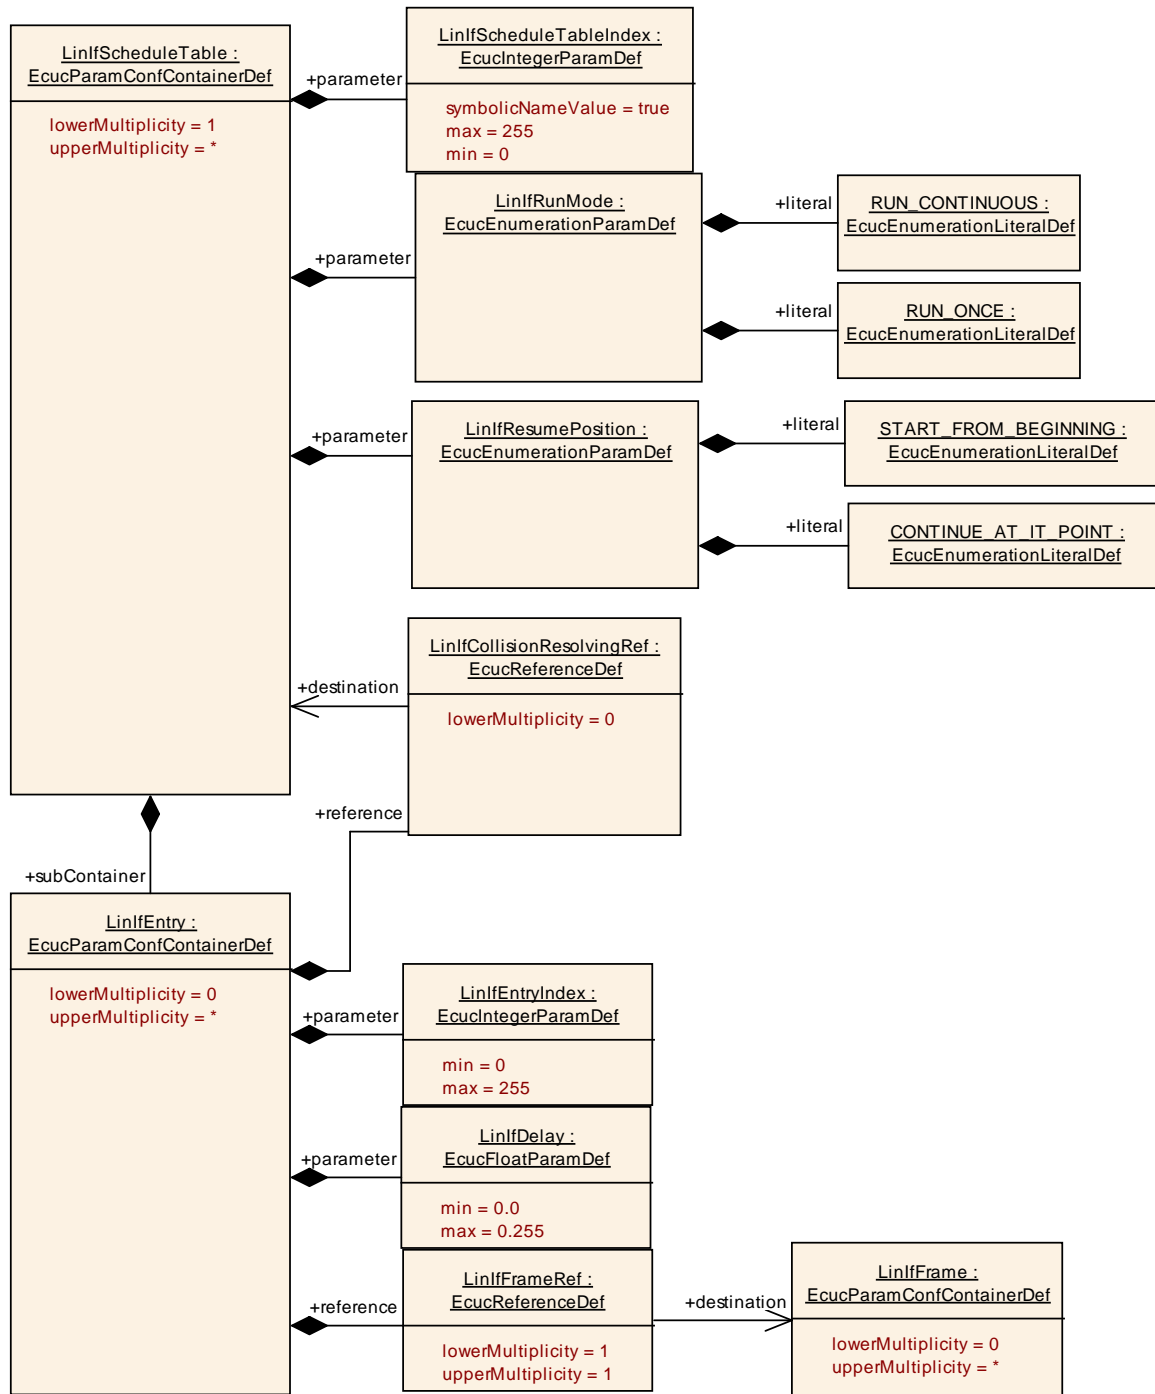 LinIfScheduleTable :
EcucParamConfContainerDef
lowerMultiplicity = 1
upperMultiplicity = *
+parameter
LinIfScheduleTableIndex :
EcucIntegerParamDef
symbolicNameValue = true
max = 255
min = 0
+parameter
LinIfRunMode :
EcucEnumerationParamDef
+literal
RUN_CONTINUOUS :
EcucEnumerationLiteralDef
+literal
RUN_ONCE :
EcucEnumerationLiteralDef
+parameter
LinIfResumePosition :
EcucEnumerationParamDef
+literal
START_FROM_BEGINNING :
EcucEnumerationLiteralDef
+literal
CONTINUE_AT_IT_POINT :
EcucEnumerationLiteralDef
+destination
LinIfCollisionResolvingRef :
EcucReferenceDef
lowerMultiplicity = 0
+reference
+subContainer
LinIfEntry :
EcucParamConfContainerDef
lowerMultiplicity = 0
upperMultiplicity = *
+parameter
LinIfEntryIndex :
EcucIntegerParamDef
min = 0
max = 255
+parameter
LinIfDelay :
EcucFloatParamDef
min = 0.0
max = 0.255
+reference
LinIfFrameRef :
EcucReferenceDef
lowerMultiplicity = 1
upperMultiplicity = 1
+destination
LinIfFrame :
EcucParamConfContainerDef
lowerMultiplicity = 0
upperMultiplicity = *